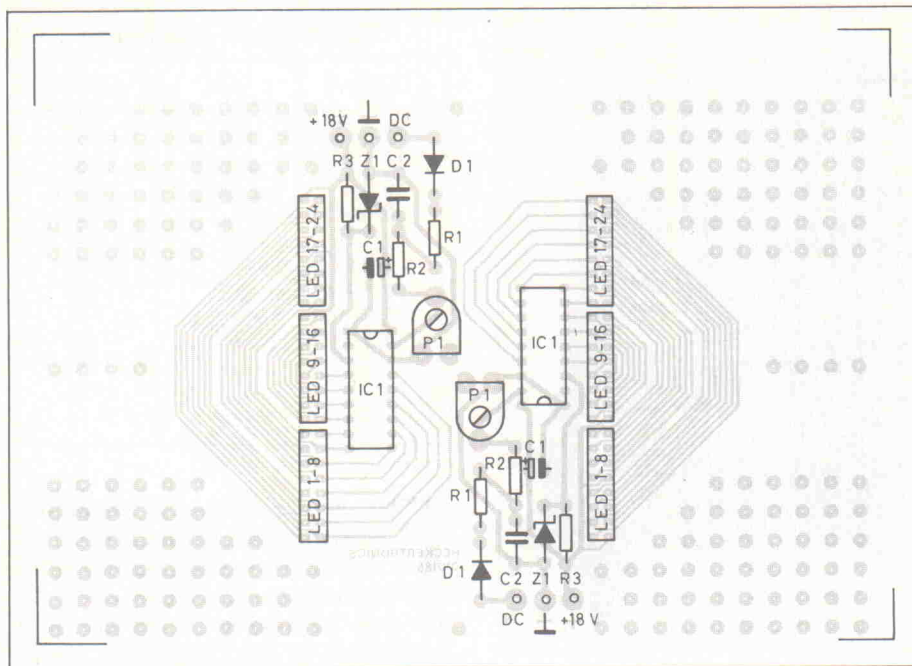 +18V DC
R3 Z1 C2 D1
R1
C1
R2
LED 17-24
LED 17-24
P1
IC1
IC1
LED 9-16
LED 9-16
P1
C1
R2
R1
LED 1-8
LED 1-8
D1
C2 Z1 R3
DC +18V